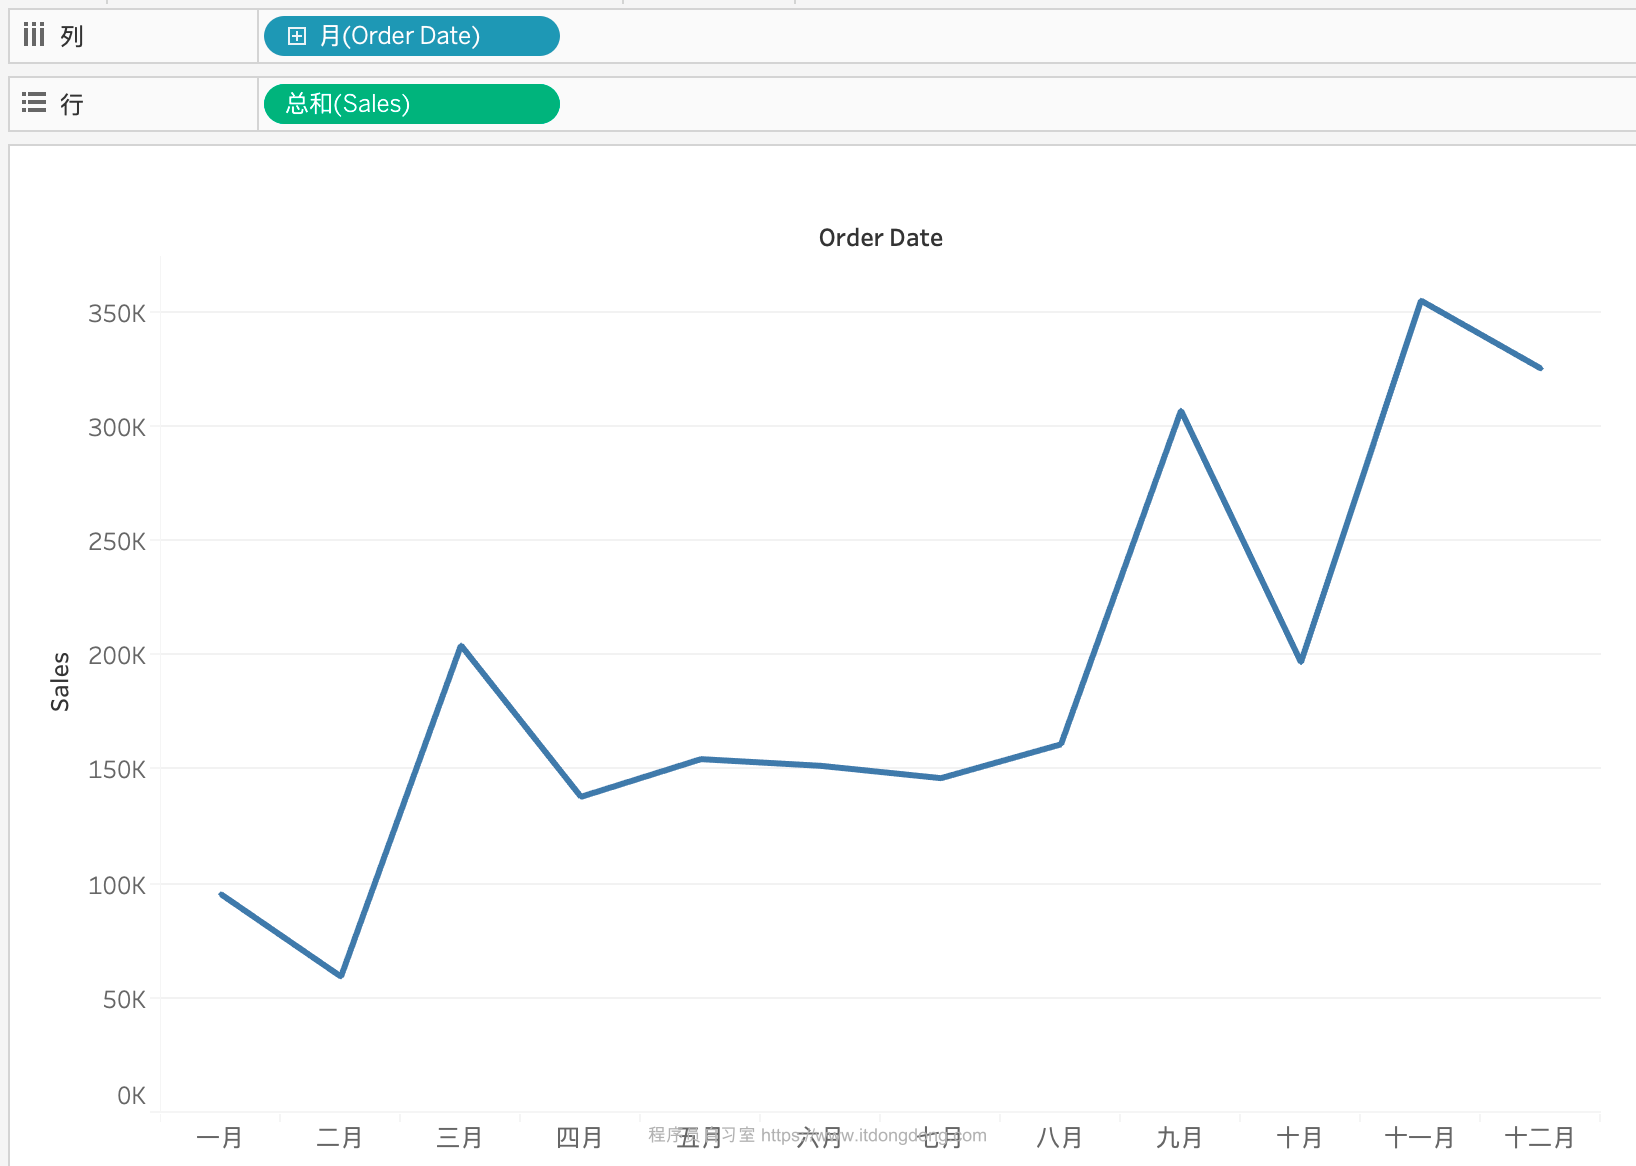 列
月(Order Date)
行
总和(Sales)
Order Date
350K
300K
250K
200K
150K
100K
50K
0K
Sales
一月 二月 三月 四月 五月 六月 七月 八月 九月 十月 十一月 十二月
程序员自习室 https://www.itdongdong.com